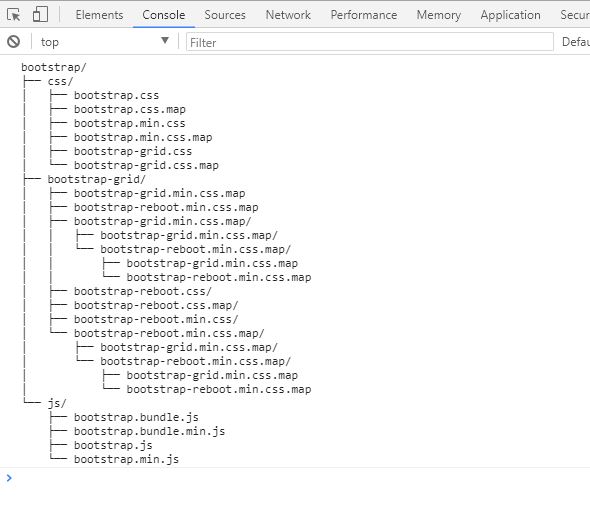 Elements Console Sources Network Performance Memory Application Secur
top Filter Defau
bootstrap/
├── css/
│   ├── bootstrap.css
│   ├── bootstrap.css.map
│   ├── bootstrap.min.css
│   ├── bootstrap.min.css.map
│   ├── bootstrap-grid.css
│   └── bootstrap-grid.css.map
├── bootstrap-grid/
│   ├── bootstrap-grid.min.css.map
│   ├── bootstrap-reboot.min.css.map
│   ├── bootstrap-grid.min.css.map/
│   │   ├── bootstrap-grid.min.css.map/
│   │   └── bootstrap-reboot.min.css.map/
│   │       ├── bootstrap-grid.min.css.map
│   │       └── bootstrap-reboot.min.css.map
│   ├── bootstrap-reboot.css/
│   ├── bootstrap-reboot.css.map/
│   ├── bootstrap-reboot.min.css/
│   └── bootstrap-reboot.min.css.map/
│       ├── bootstrap-grid.min.css.map/
│       └── bootstrap-reboot.min.css.map/
│           ├── bootstrap-grid.min.css.map
│           └── bootstrap-reboot.min.css.map
└── js/
    ├── bootstrap.bundle.js
    ├── bootstrap.bundle.min.js
    ├── bootstrap.js
    └── bootstrap.min.js